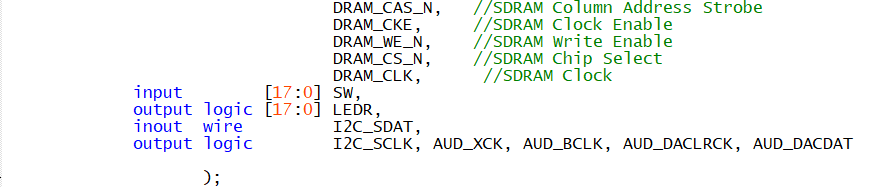 DRAM_CAS_N, //SDRAM Column Address Strobe
DRAM_CKE, //SDRAM Clock Enable
DRAM_WE_N, //SDRAM Write Enable
DRAM_CS_N, //SDRAM Chip Select
DRAM_CLK, //SDRAM Clock
input [17:0] SW,
output logic [17:0] LEDR,
inout wire I2C_SDAT,
output logic I2C_SCLK, AUD_XCK, AUD_BCLK, AUD_DACLRCK, AUD_DACDAT
);